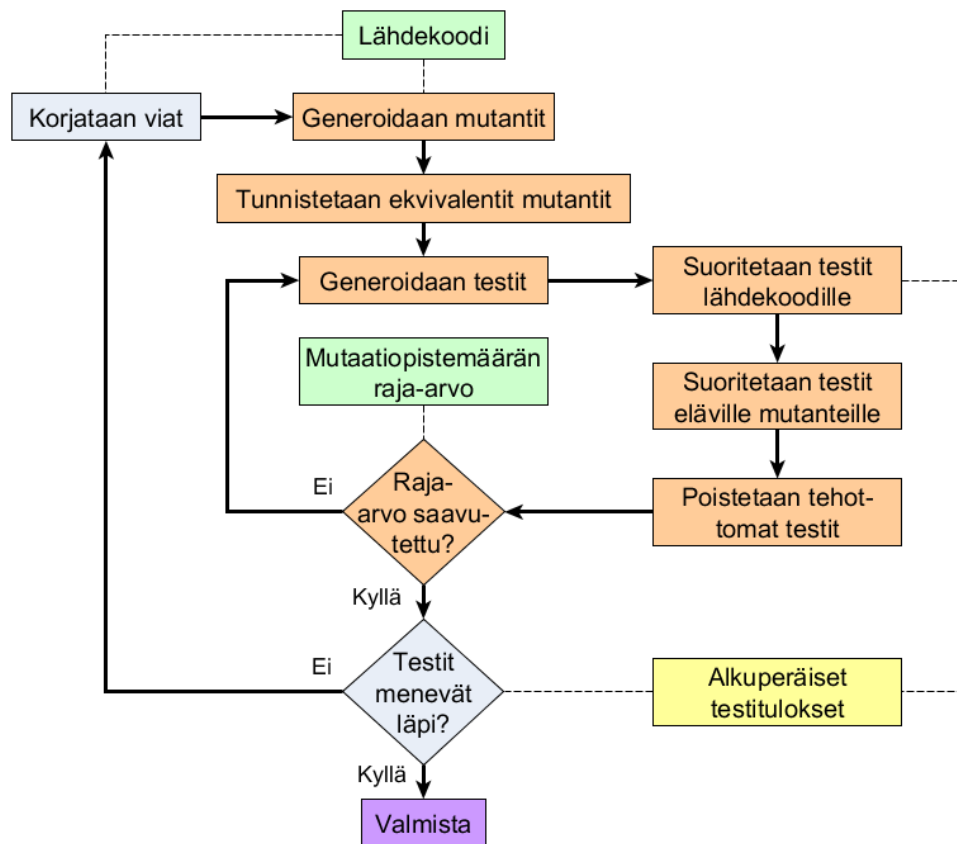 Lähdekoodi
Korjataan viat
Generoidaan mutantit
Tunnistetaan ekvivalentit mutantit
Generoidaan testit
Suoritetaan testit
lähdekoodille
Mutaatiopistemäärän
raja-arvo
Suoritetaan testit
eläville mutanteille
Ei
Raja-
arvo saavu-
tettu?
Poistetaan tehot-
tomat testit
Kyllä
Ei
Testit
menevät
läpi?
Alkuperäiset
testitulokset
Kyllä
Valmista